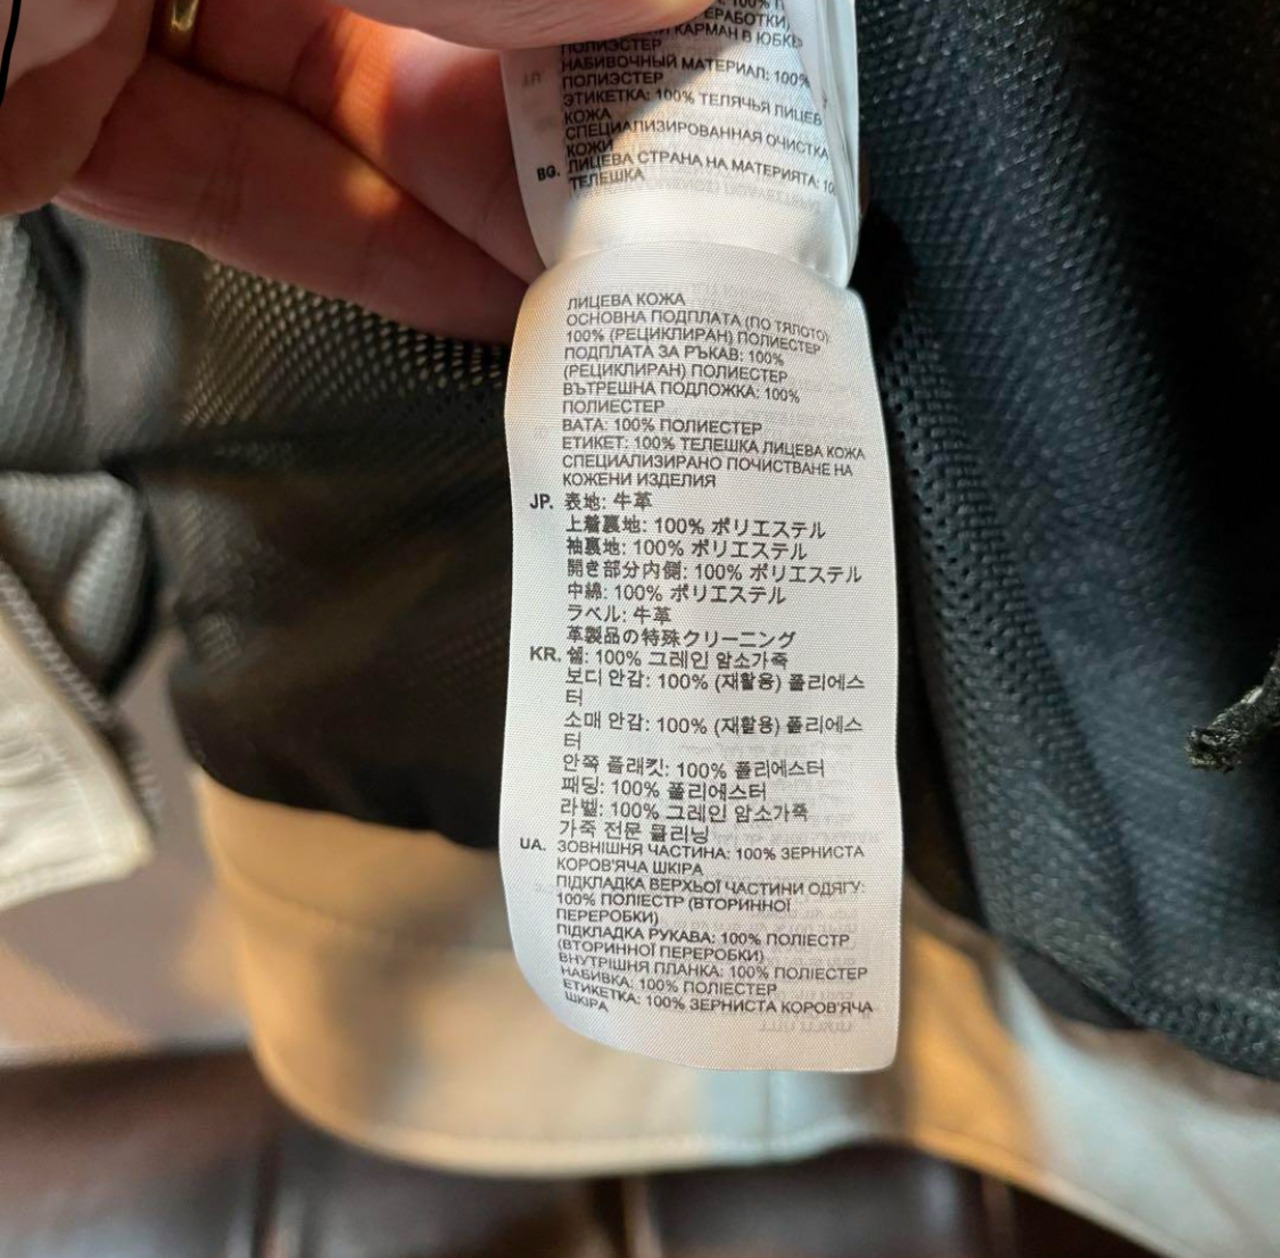 100%
ЕРАБОТКИ)
КАРМАН В ЮБКЕ
ПОЛИЭСТЕР
НАБИВОЧНЫЙ МАТЕРИАЛ: 100%
ПОЛИЭСТЕР
ЭТИКЕТКА: 100% ТЕЛЯЧЬЯ ЛИЦЕВ
КОЖА
СПЕЦИАЛИЗИРОВАННАЯ ОЧИСТКА
КОЖИ
BG. ЛИЦЕВА СТРАНА НА МАТЕРИЯТА: 10
ТЕЛЕШКА
ЛИЦЕВА КОЖА
ОСНОВНА ПОДПЛАТА (ПО ТЯЛОТО):
100% (РЕЦИКЛИРАН) ПОЛИЕСТЕР
ПОДПЛАТА ЗА РЪКАВ: 100%
(РЕЦИКЛИРАН) ПОЛИЕСТЕР
ВЪТРЕШНА ПОДЛОЖКА: 100%
ПОЛИЕСТЕР
ВАТА: 100% ПОЛИЕСТЕР
ЕТИКЕТ: 100% ТЕЛЕШКА ЛИЦЕВА КОЖА
СПЕЦИАЛИЗИРАНО ПОЧИСТВАНЕ НА
КОЖЕНИ ИЗДЕЛИЯ
JP. 表地: 牛革
上着裏地: 100% ポリエステル
袖裏地: 100% ポリエステル
開き部分内側: 100% ポリエステル
中綿: 100% ポリエステル
ラベル: 牛革
革製品の特殊クリーニング
KR. 쉘: 100% 그레인 암소가죽
보디 안감: 100% (재활용) 폴리에스
터
소매 안감: 100% (재활용) 폴리에스
터
안쪽 플래킷: 100% 폴리에스터
패딩: 100% 폴리에스터
라벨: 100% 그레인 암소가죽
가죽 전문 클리닝
UA. ЗОВНІШНЯ ЧАСТИНА: 100% ЗЕРНИСТА
КОРОВ'ЯЧА ШКІРА
ПІДКЛАДКА ВЕРХЬОЇ ЧАСТИНИ ОДЯГУ:
100% ПОЛІЕСТР (ВТОРИННОЇ
ПЕРЕРОБКИ)
ПІДКЛАДКА РУКАВА: 100% ПОЛІЕСТР
(ВТОРИННОЇ ПЕРЕРОБКИ)
ВНУТРІШНЯ ПЛАНКА: 100% ПОЛІЕСТЕР
НАБИВКА: 100% ПОЛІЕСТЕР
ЕТИКЕТКА: 100% ЗЕРНИСТА КОРОВ'ЯЧА
ШКІРА